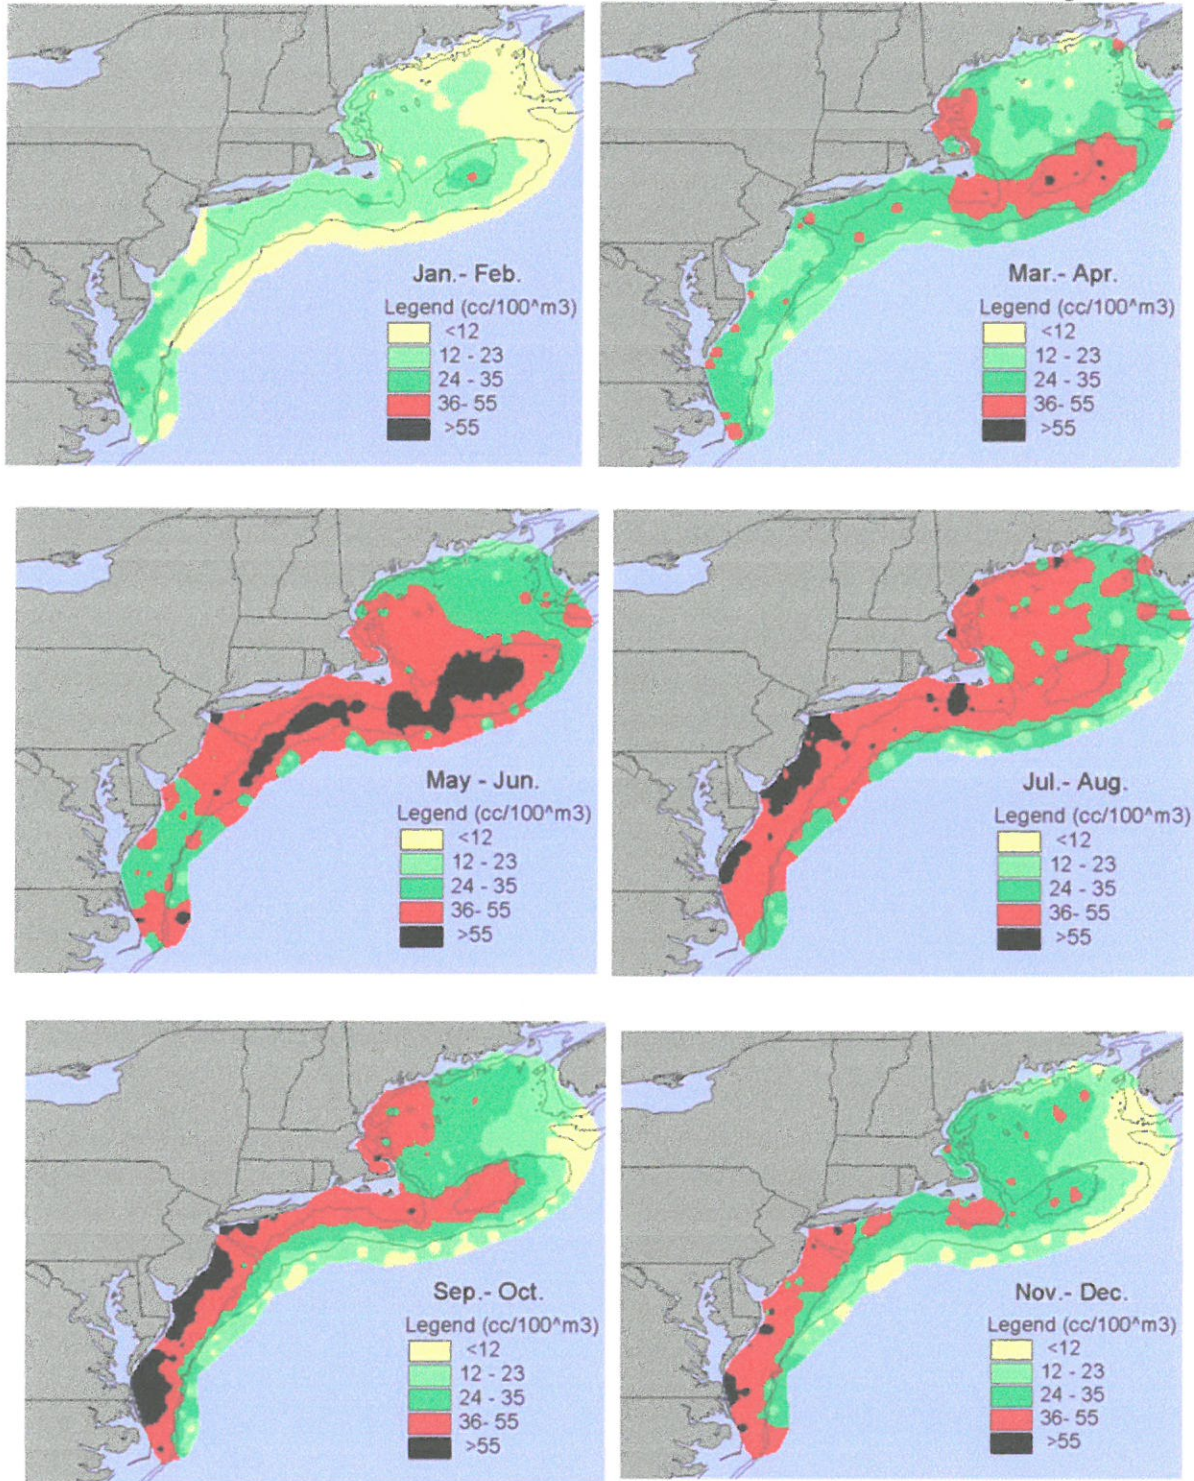 Jan.- Feb.
Legend (cc/100^m3)
<12
12 - 23
24 - 35
36- 55
>55
Mar.- Apr.
Legend (cc/100^m3)
<12
12 - 23
24 - 35
36- 55
>55
May - Jun.
Legend (cc/100^m3)
<12
12 - 23
24 - 35
36- 55
>55
Jul.- Aug.
Legend (cc/100^m3)
<12
12 - 23
24 - 35
36- 55
>55
Sep.- Oct.
Legend (cc/100^m3)
<12
12 - 23
24 - 35
36- 55
>55
Nov.- Dec.
Legend (cc/100^m3)
<12
12 - 23
24 - 35
36- 55
>55